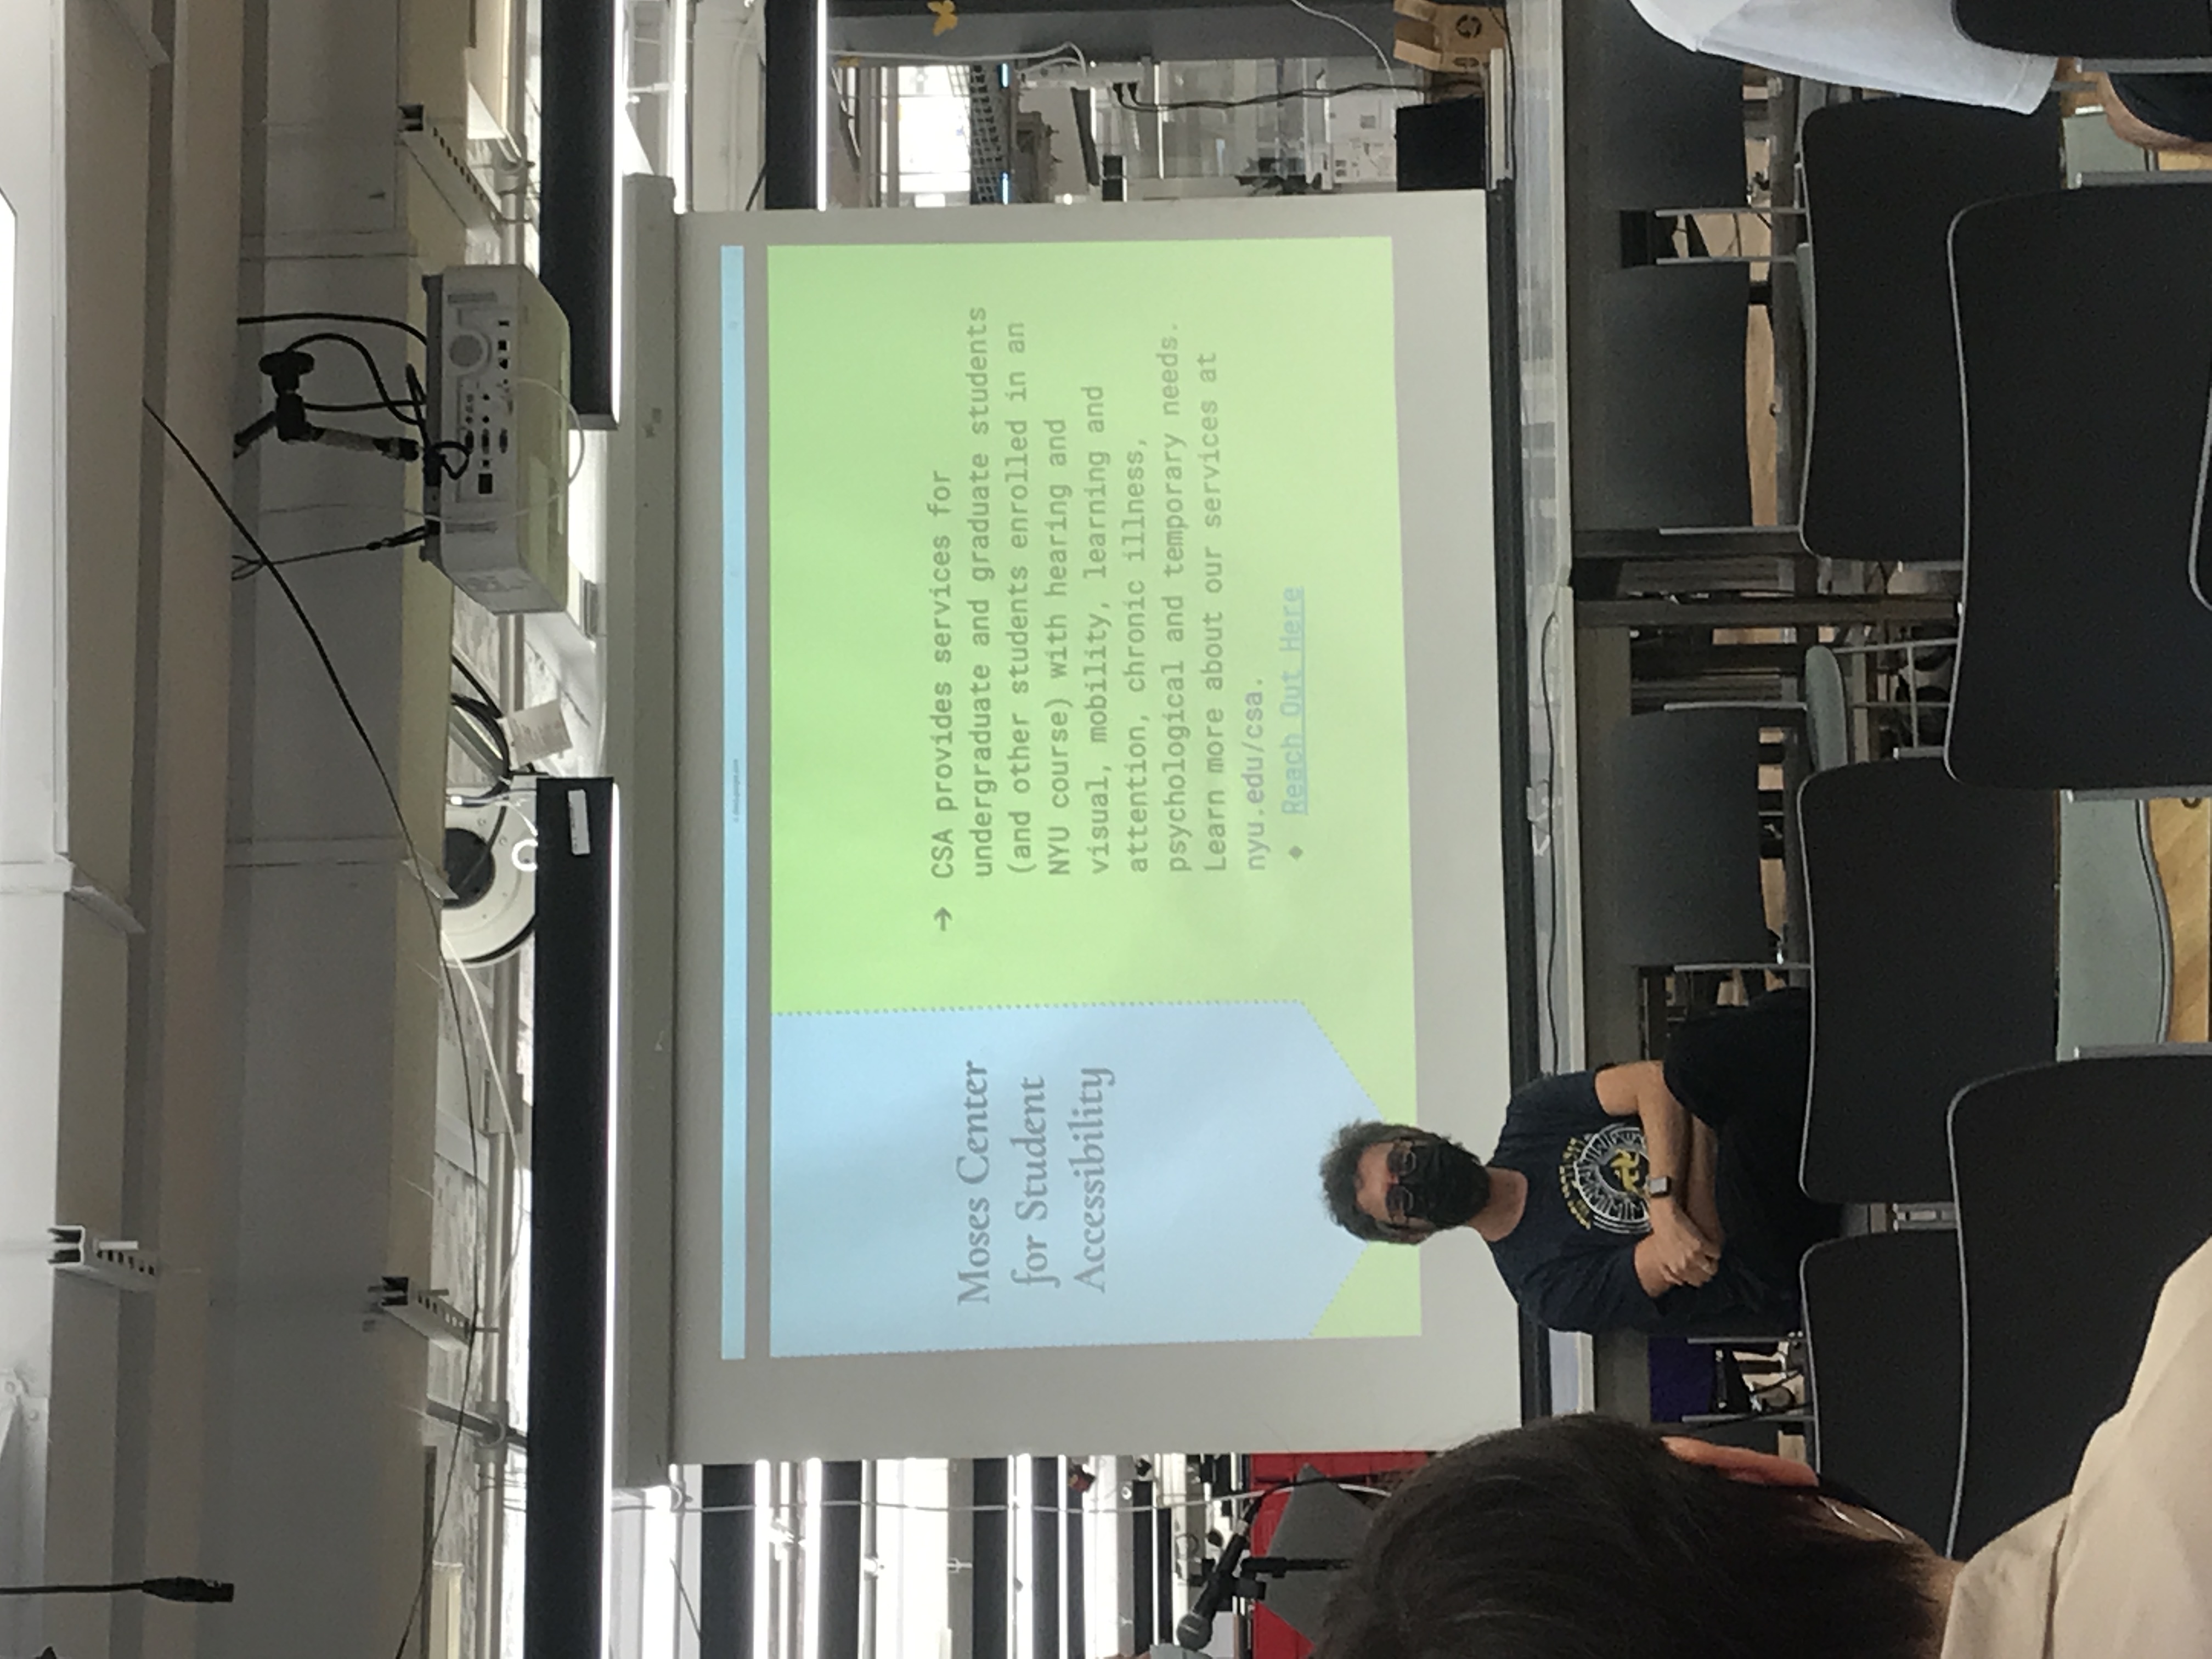 Moses Center
for Student
Accessibility
➔ CSA provides services for
undergraduate and graduate students
(and other students enrolled in an
NYU course) with hearing and
visual, mobility, learning and
attention, chronic illness,
psychological and temporary needs.
Learn more about our services at
nyu.edu/csa.
◆ Reach Out Here